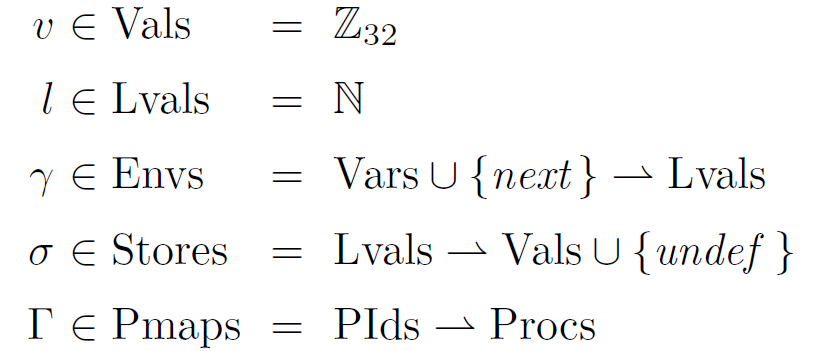 v ∈ Vals = ℤ₃₂
l ∈ Lvals = ℕ
γ ∈ Envs = Vars ∪ {next} ⇀ Lvals
σ ∈ Stores = Lvals ⇀ Vals ∪ {undef }
Γ ∈ Pmaps = PIds ⇀ Procs